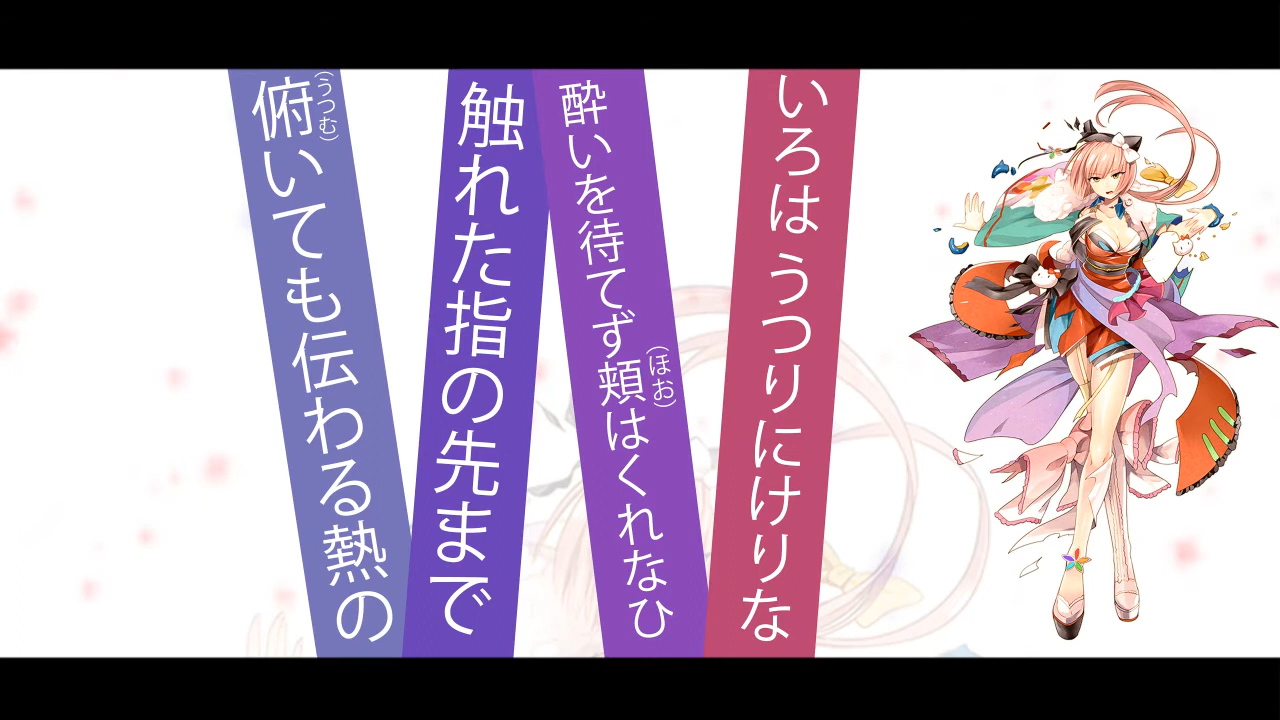 いろは うつりにけりな
酔いを待てず頬(ほお)はくれなひ
触れた指の先まで
俯(うつむ)いても伝わる熱の